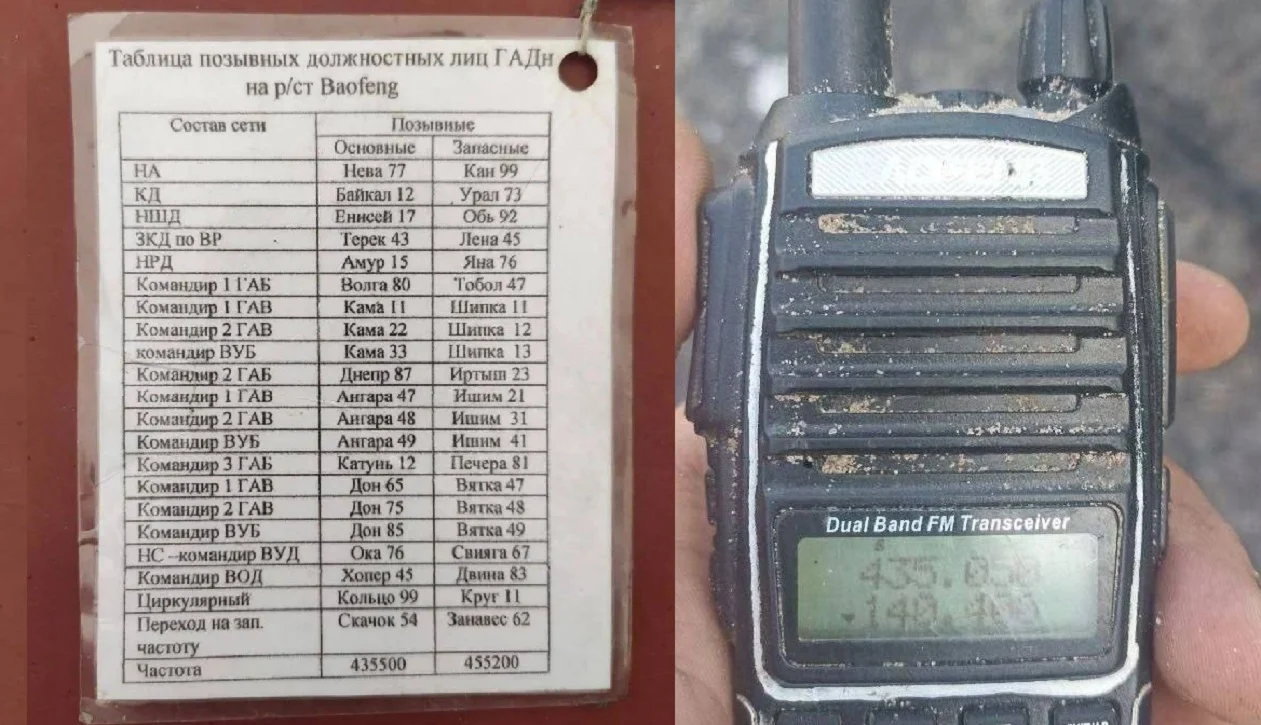 Таблица позывных должностных лиц ГАДн
на р/ст Baofeng
Состав сети Позывные
Основные Запасные
НА Нева 77 Кан 99
КД Байкал 12 Урал 73
НШД Енисей 17 Обь 92
ЗКД по ВР Терек 43 Лена 45
НРД Амур 15 Яна 76
Командир 1 ГАБ Волга 80 Тобол 47
Командир 1 ГАВ Кама 11 Шипка 11
Командир 2 ГАВ Кама 22 Шипка 12
командир ВУБ Кама 33 Шипка 13
Командир 2 ГАБ Днепр 87 Иртыш 23
Командир 1 ГАВ Ангара 47 Ишим 21
Командир 2 ГАВ Ангара 48 Ишим 31
Командир ВУБ Ангара 49 Ишим 41
Командир 3 ГАБ Катунь 12 Печера 81
Командир 1 ГАВ Дон 65 Вятка 47
Командир 2 ГАВ Дон 75 Вятка 48
Командир ВУБ Дон 85 Вятка 49
НС –командир ВУД Ока 76 Свияга 67
Командир ВОД Хопер 45 Двина 83
Циркулярный Кольцо 99 Круг 11
Переход на зап. Скачок 54 Занавес 62
частоту
Частота 435500 455200
Dual Band FM Transceiver
435.050
140.400